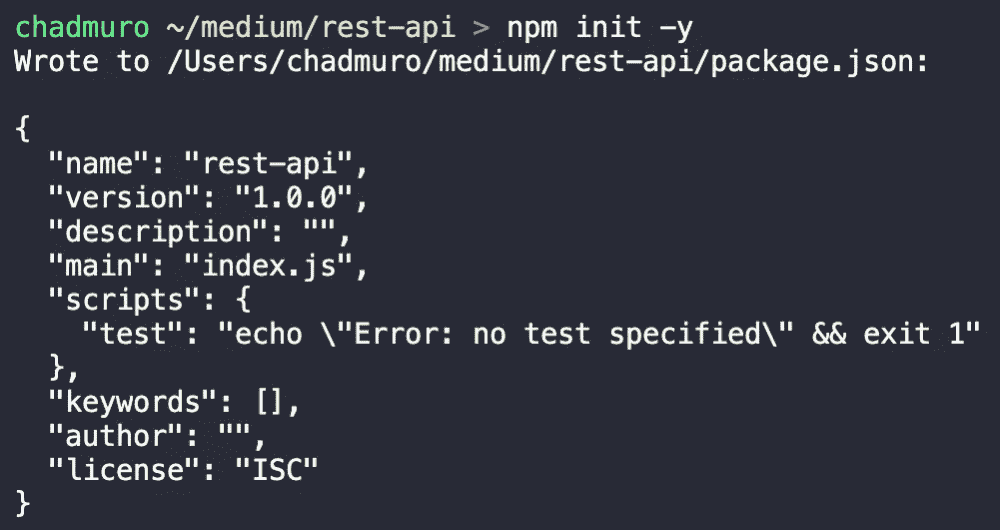 chadmuro ~/medium/rest-api > npm init -y
Wrote to /Users/chadmuro/medium/rest-api/package.json:

{
  "name": "rest-api",
  "version": "1.0.0",
  "description": "",
  "main": "index.js",
  "scripts": {
    "test": "echo \"Error: no test specified\" && exit 1"
  },
  "keywords": [],
  "author": "",
  "license": "ISC"
}